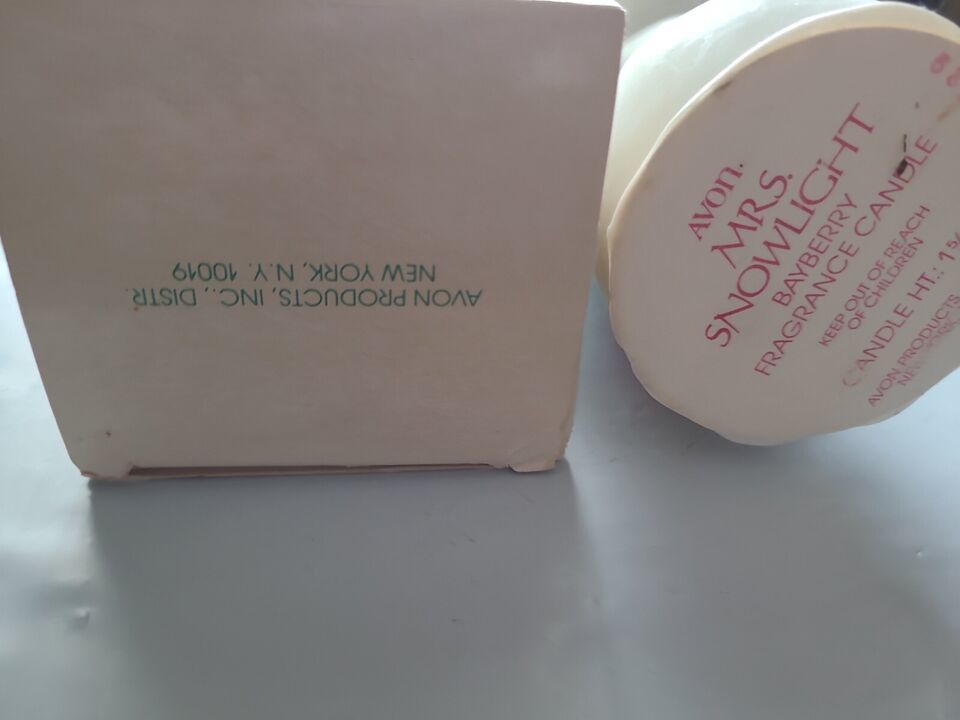 AVON PRODUCTS, INC., DISTR.
NEW YORK, N.Y. 10019
AVON.
MRS.
SNOWLIGHT
BAYBERRY
FRAGRANCE CANDLE
KEEP OUT OF REACH
OF CHILDREN
CANDLE HT.:
AVON PRODUCTS